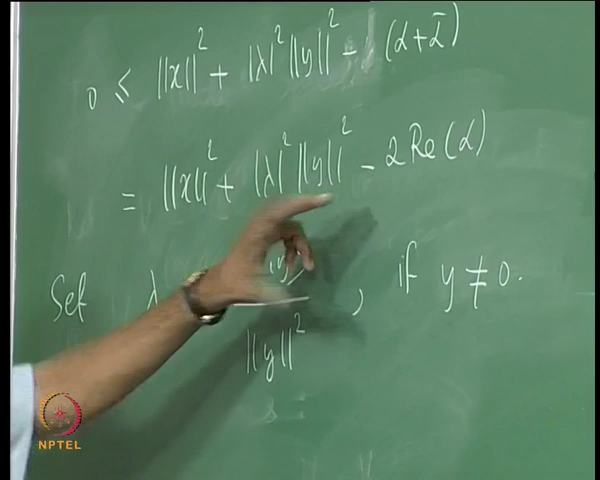 0 ≤ ||x||² + |λ|² ||y||² - (α + ᾱ)
= ||x||² + |λ|² ||y||² - 2 Re(α)
Set λ y⟩ / ||y||² , if y ≠ 0.
NPTEL